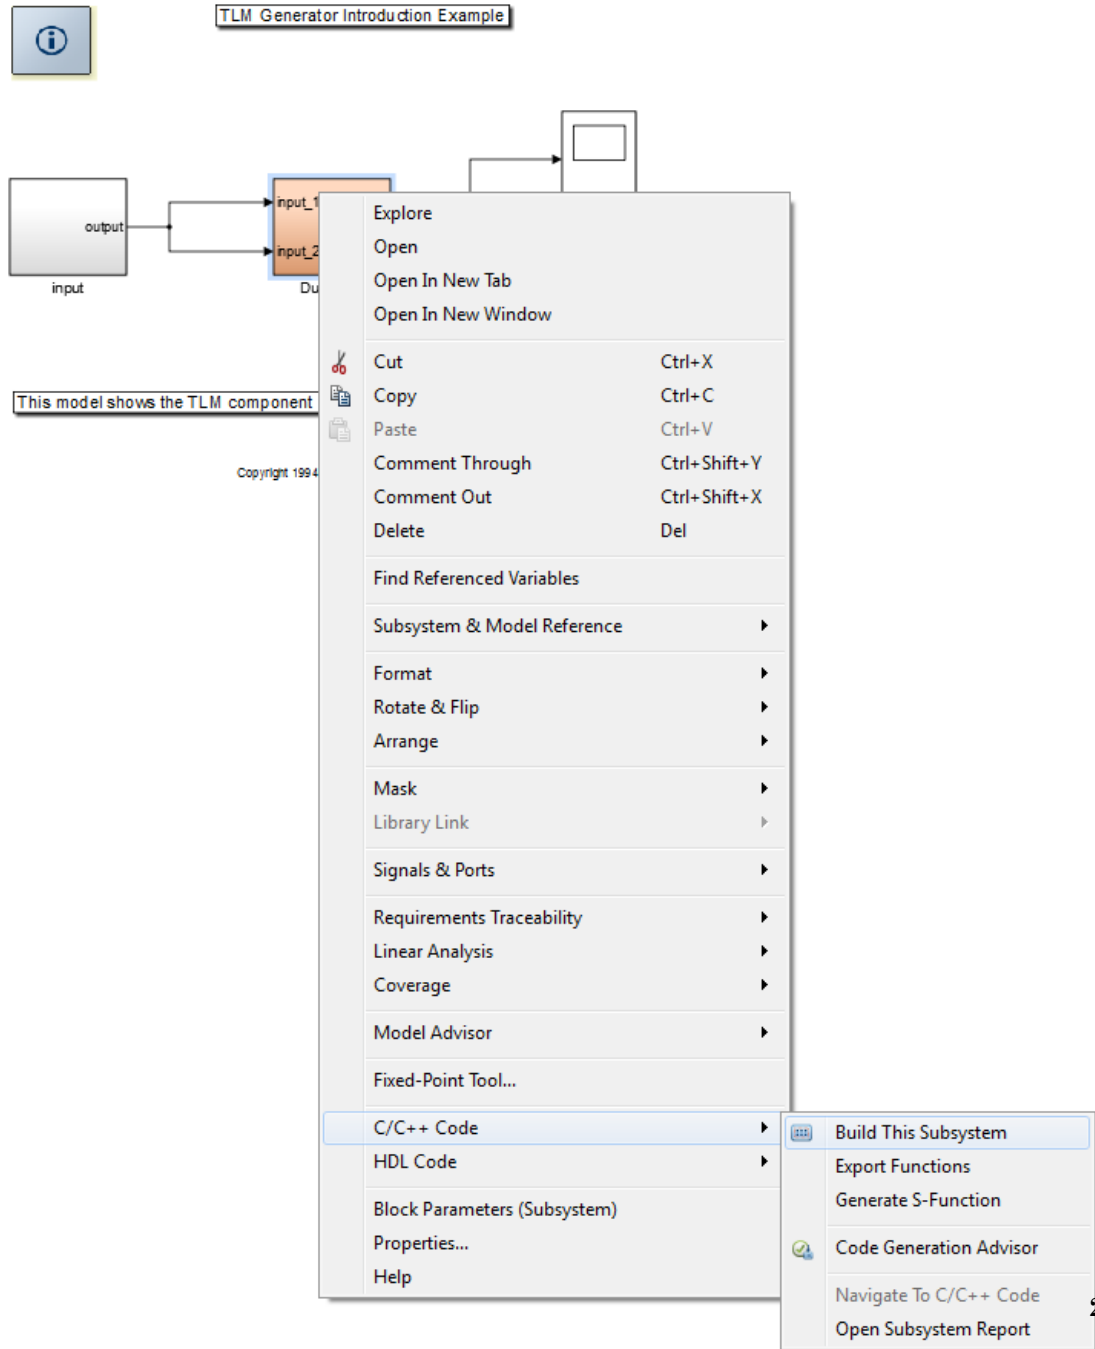 TLM Generator Introduction Example
output
input_1
input_2
input
Du
This model shows the TLM component
Copyright 1994
Explore
Open
Open In New Tab
Open In New Window
Cut Ctrl+X
Copy Ctrl+C
Paste Ctrl+V
Comment Through Ctrl+Shift+Y
Comment Out Ctrl+Shift+X
Delete Del
Find Referenced Variables
Subsystem & Model Reference
Format
Rotate & Flip
Arrange
Mask
Library Link
Signals & Ports
Requirements Traceability
Linear Analysis
Coverage
Model Advisor
Fixed-Point Tool...
C/C++ Code
HDL Code
Block Parameters (Subsystem)
Properties...
Help
Build This Subsystem
Export Functions
Generate S-Function
Code Generation Advisor
Navigate To C/C++ Code
Open Subsystem Report